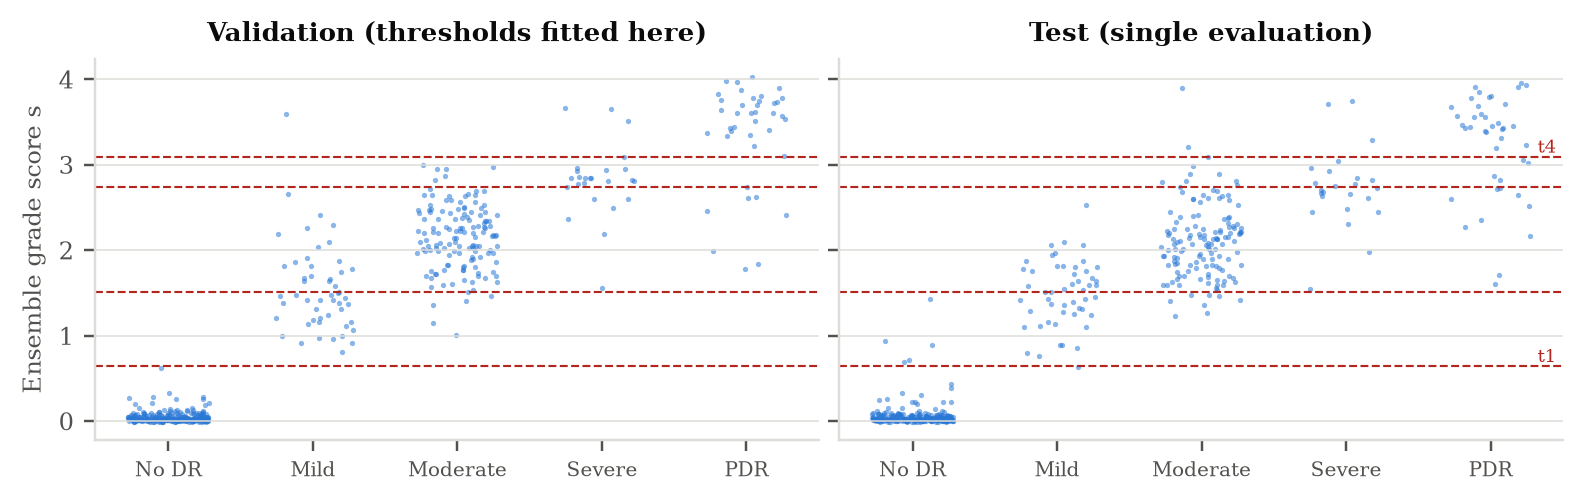 Validation (thresholds fitted here)
Test (single evaluation)
Ensemble grade score s
4
3
2
1
0
t4
t1
No DR
Mild
Moderate
Severe
PDR
No DR
Mild
Moderate
Severe
PDR